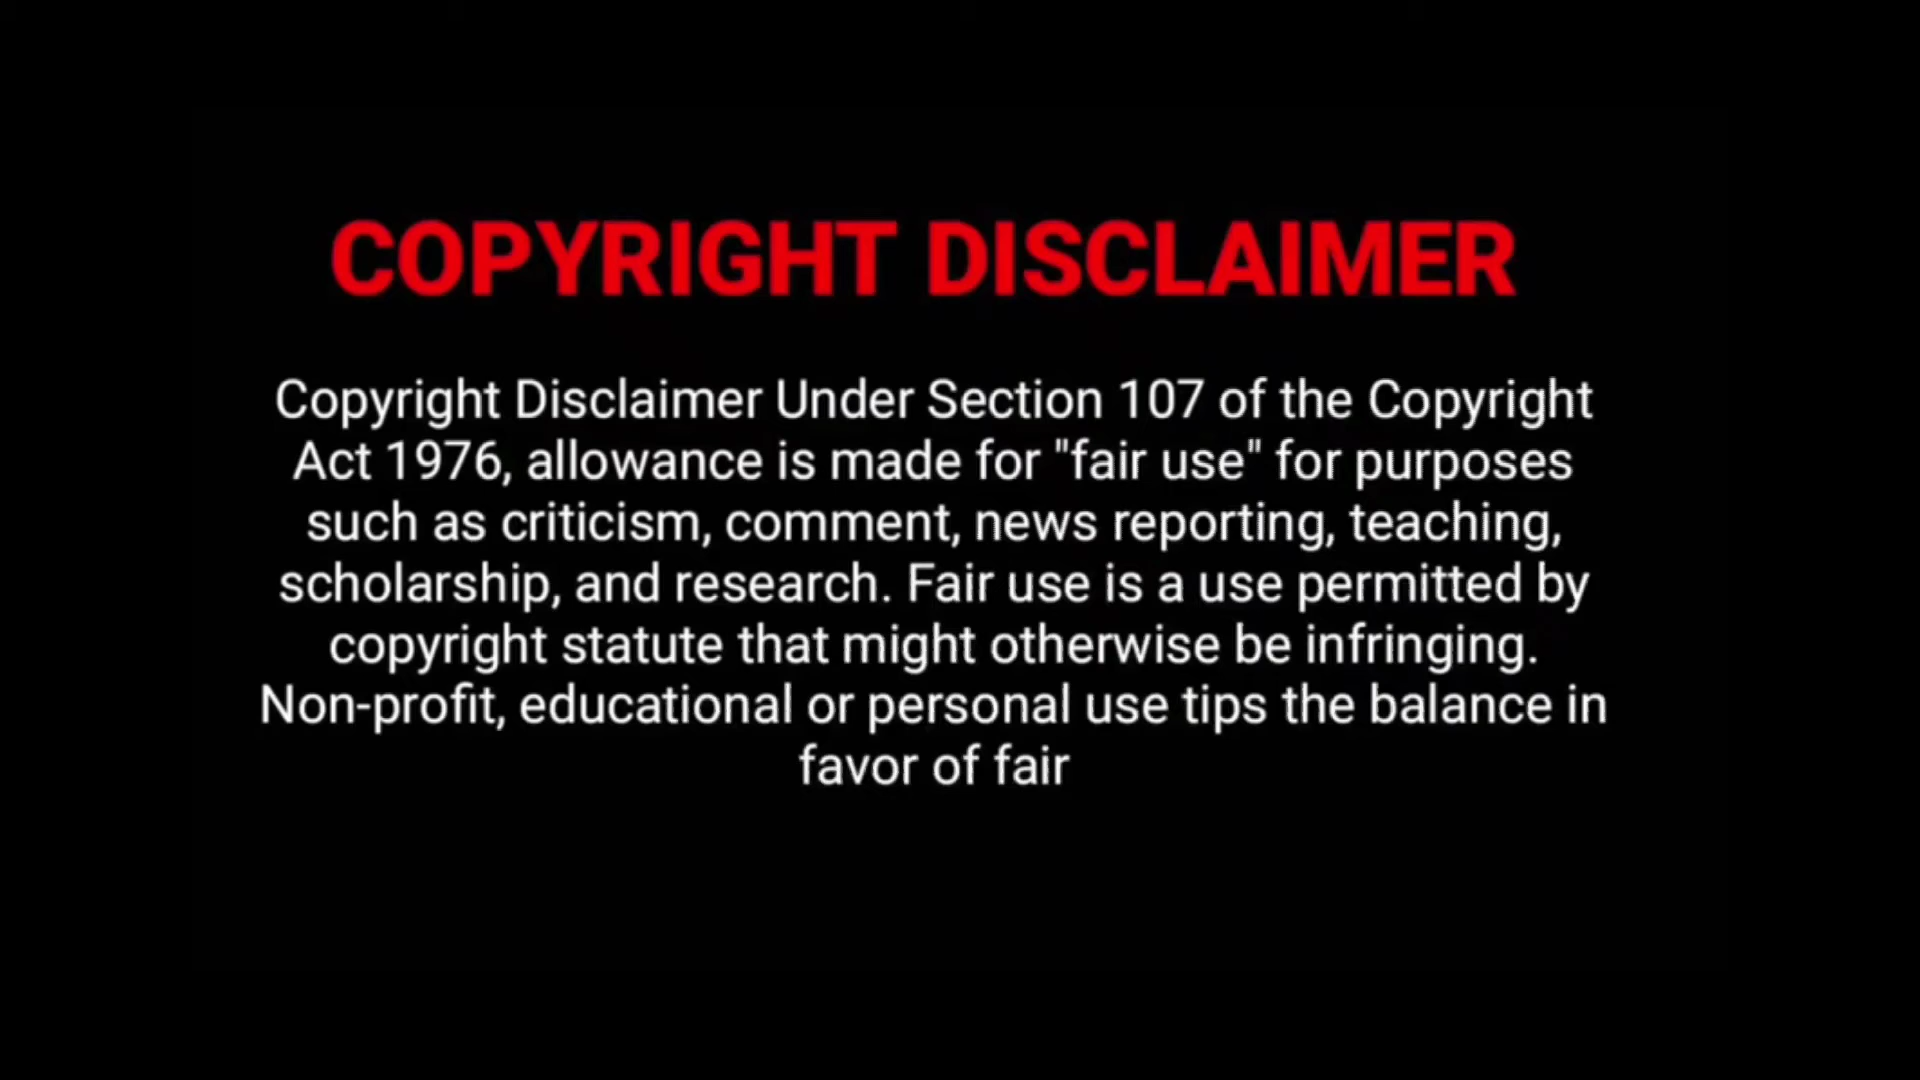 COPYRIGHT DISCLAIMER
Copyright Disclaimer Under Section 107 of the Copyright
Act 1976, allowance is made for "fair use" for purposes
such as criticism, comment, news reporting, teaching,
scholarship, and research. Fair use is a use permitted by
copyright statute that might otherwise be infringing.
Non-profit, educational or personal use tips the balance in
favor of fair